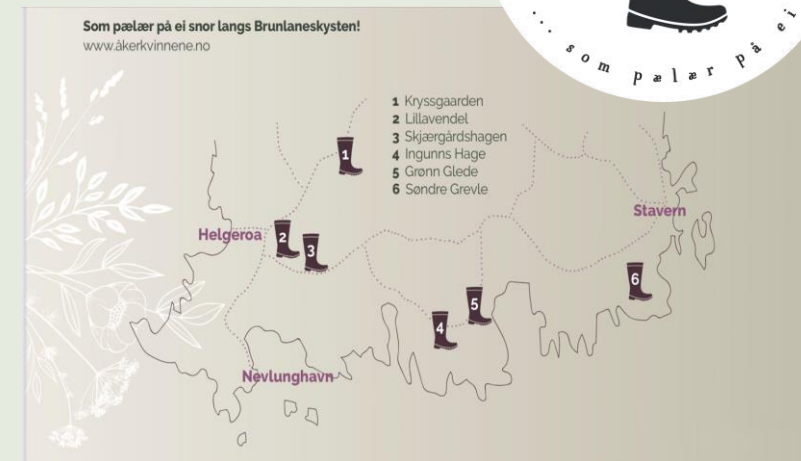 Som pælær på ei snor langs Brunlaneskysten!
www.åkerkvinnene.no
... som pælær på ei
1 Kryssgaarden
2 Lillavendel
3 Skjærgårdshagen
4 Ingunns Hage
5 Grønn Glede
6 Søndre Grevle
1
Stavern
Helgeroa
2
3
6
5
4
Nevlunghavn